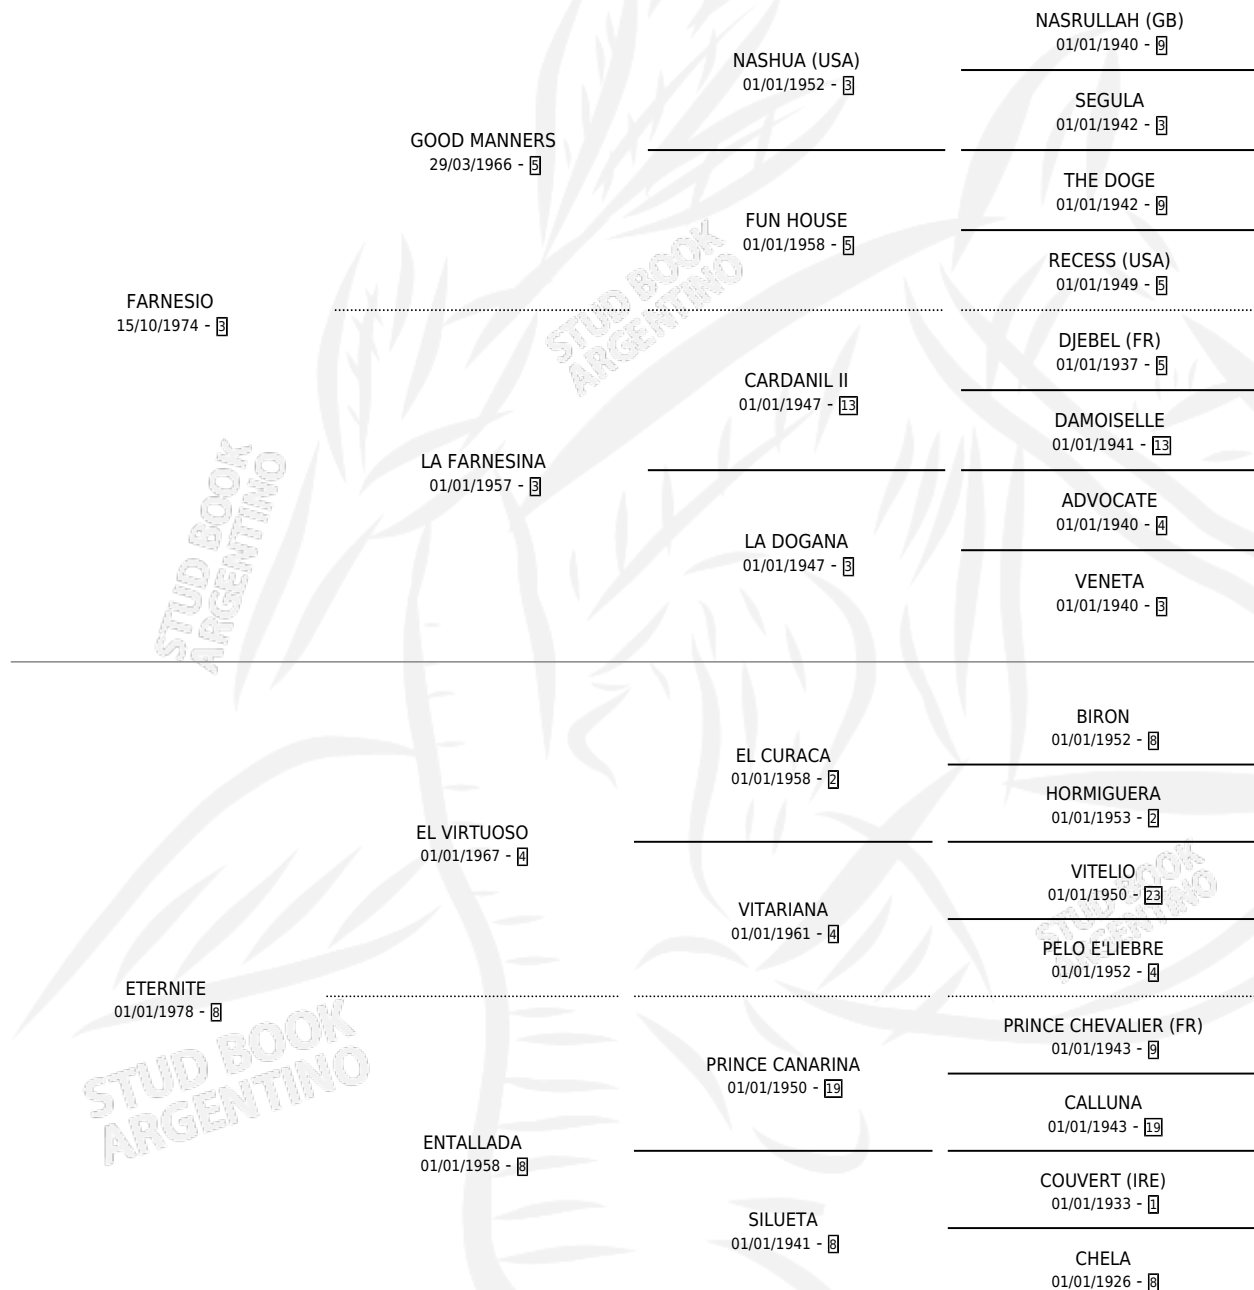 NASRULLAH (GB)
01/01/1940 - 9
NASHUA (USA)
01/01/1952 - 3
SEGULA
01/01/1942 - 3
GOOD MANNERS
29/03/1966 - 5
THE DOGE
01/01/1942 - 9
FUN HOUSE
01/01/1958 - 5
RECESS (USA)
01/01/1949 - 5
FARNESIO
15/10/1974 - 3
DJEBEL (FR)
01/01/1937 - 5
CARDANIL II
01/01/1947 - 13
DAMOISELLE
01/01/1941 - 13
LA FARNESINA
01/01/1957 - 3
ADVOCATE
01/01/1940 - 4
LA DOGANA
01/01/1947 - 3
VENETA
01/01/1940 - 3
BIRON
01/01/1952 - 8
EL CURACA
01/01/1958 - 2
HORMIGUERA
01/01/1953 - 2
EL VIRTUOSO
01/01/1967 - 4
VITELIO
01/01/1950 - 23
VITARIANA
01/01/1961 - 4
PELO E'LIEBRE
01/01/1952 - 4
ETERNITE
01/01/1978 - 8
PRINCE CHEVALIER (FR)
01/01/1943 - 9
PRINCE CANARINA
01/01/1950 - 19
CALLUNA
01/01/1943 - 19
ENTALLADA
01/01/1958 - 8
COUVERT (IRE)
01/01/1933 - 1
SILUETA
01/01/1941 - 8
CHELA
01/01/1926 - 8
STUD BOOK
ARGENTINO
STUD BOOK
ARGENTINO
STUD BOOK
ARGENTINO
STUD BOOK
ARGENTINO